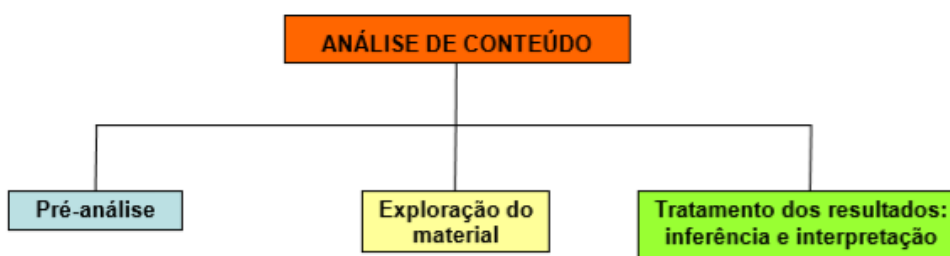 ANÁLISE DE CONTEÚDO
Pré-análise
Exploração do
material
Tratamento dos resultados:
inferência e interpretação